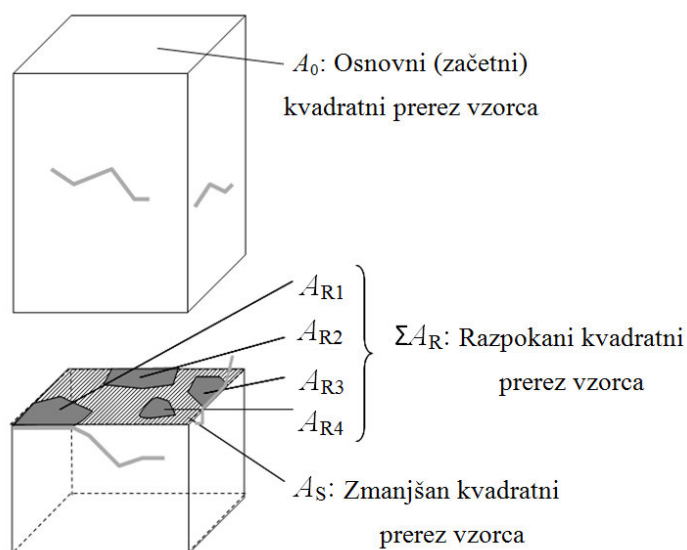 A0: Osnovni (začetni)
kvadratni prerez vzorca
AR1
AR2
AR3
AR4
ΣAR: Razpokani kvadratni
prerez vzorca
AS: Zmanjšan kvadratni
prerez vzorca